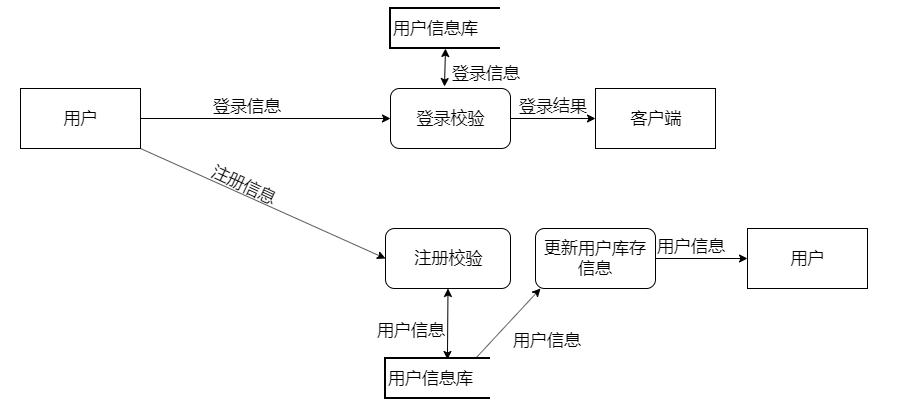 用户信息库
登录信息
用户
登录信息
登录校验
登录结果
客户端
注册信息
注册校验
更新用户库存
信息
用户信息
用户
用户信息
用户信息
用户信息库